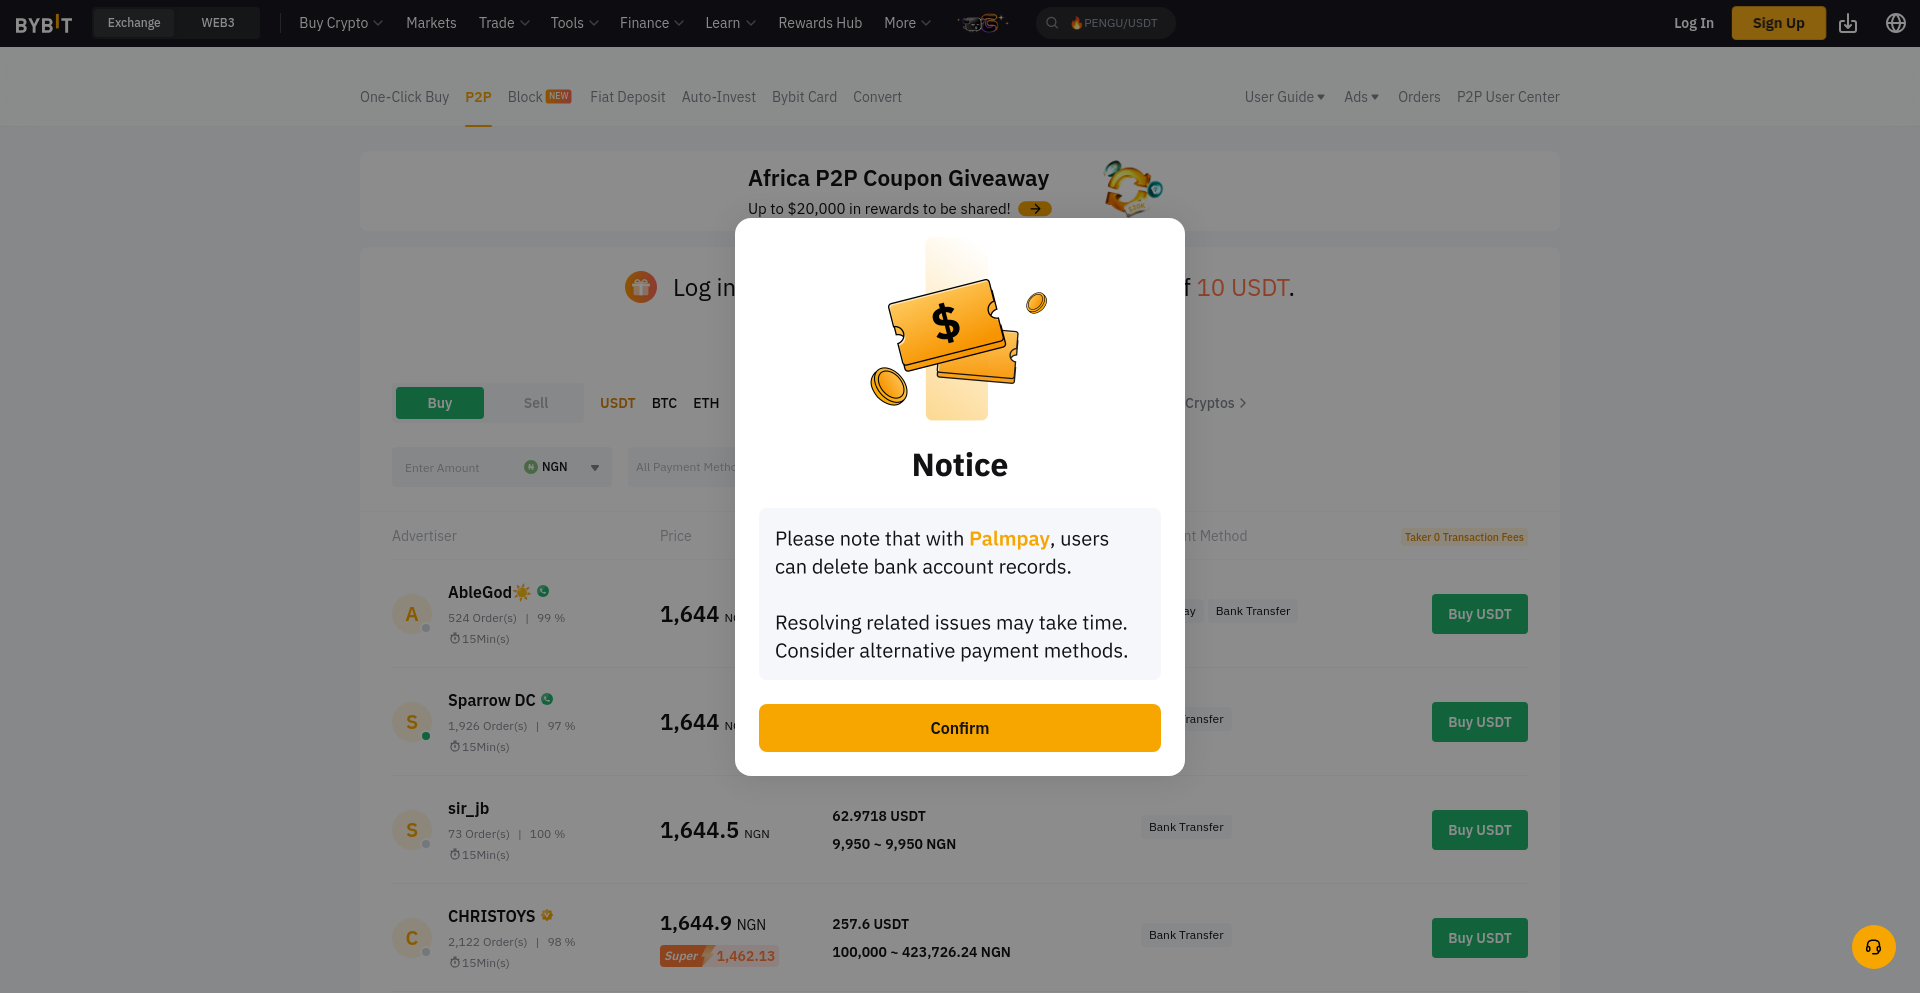 BYBIT Exchange WEB3 Buy Crypto Markets Trade Tools Finance Learn Rewards Hub More 🔥PENGU/USDT Log In Sign Up
One-Click Buy P2P Block NEW Fiat Deposit Auto-Invest Bybit Card Convert User Guide Ads Orders P2P User Center
Africa P2P Coupon Giveaway
Up to $20,000 in rewards to be shared!
Log in 10 USDT.
$
Buy Sell USDT BTC ETH Cryptos
Enter Amount NGN All Payment
Notice
Please note that with Palmpay, users
can delete bank account records.
Resolving related issues may take time.
Consider alternative payment methods.
Confirm
Advertiser Price Method Taker 0 Transaction Fees
A AbleGod☀️
524 Order(s) | 99 %
15Min(s)
1,644
Bank Transfer
Buy USDT
S Sparrow DC
1,926 Order(s) | 97 %
15Min(s)
1,644
Buy USDT
S sir_jb
73 Order(s) | 100 %
15Min(s)
1,644.5 NGN
62.9718 USDT
9,950 ~ 9,950 NGN
Bank Transfer
Buy USDT
C CHRISTOYS
2,122 Order(s) | 98 %
15Min(s)
1,644.9 NGN
Super 1,462.13
257.6 USDT
100,000 ~ 423,726.24 NGN
Bank Transfer
Buy USDT